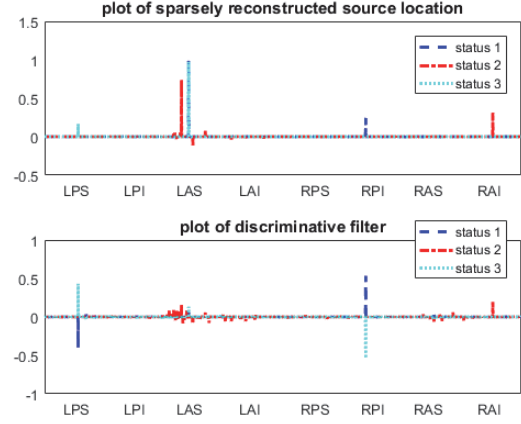 plot of sparsely reconstructed source location
1.5
1
0.5
0
-0.5
status 1
status 2
status 3
LPS LPI LAS LAI RPS RPI RAS RAI
plot of discriminative filter
1
0.5
0
-0.5
-1
status 1
status 2
status 3
LPS LPI LAS LAI RPS RPI RAS RAI